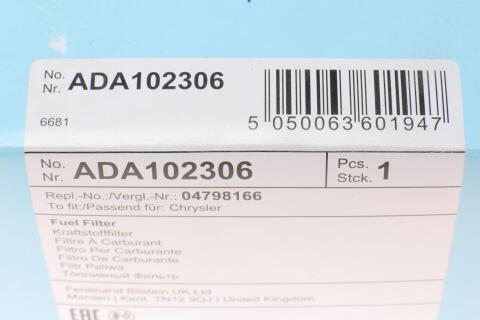 No. Nr. ADA102306
6681
5 050063 601947
No. Nr. ADA102306 Pcs. Stck. 1
Repl.-No.:/Vergl.-Nr.: 04798166
To fit:/Passend für: Chrysler
Fuel Filter
Kraftstofffilter
Filtre À Carburant
Filtro Per Carburante
Filtro De Carburante
Filtr Paliwa
Топливный Фильтр
Ferdinand Bilstein UK Ltd
Marden | Kent TN12 9QJ | United Kingdom
EAC